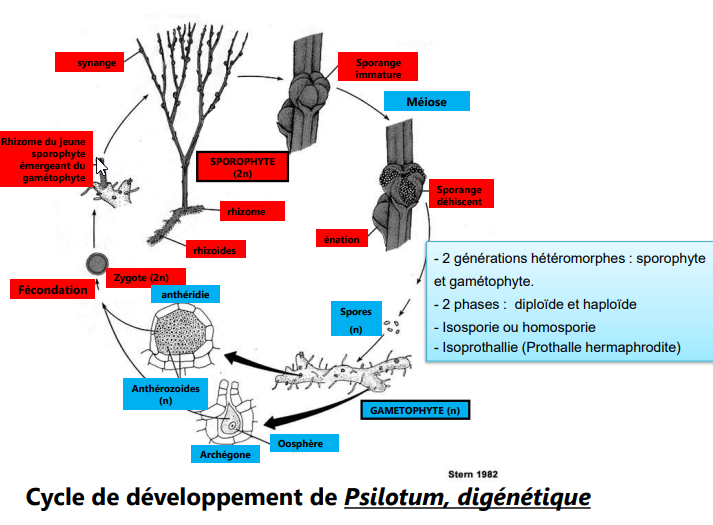 synange
Sporange
immature
Méiose
Rhizome du jeune
sporophyte
émergeant du
gamétophyte
SPOROPHYTE
(2n)
Sporange
déhiscent
rhizome
énation
rhizoides
- 2 générations hétéromorphes : sporophyte
et gamétophyte.
- 2 phases : diploïde et haploïde
- Isosporie ou homosporie
- Isoprothallie (Prothalle hermaphrodite)
Zygote (2n)
Fécondation
anthéridie
Spores
(n)
Anthérozoides
(n)
GAMETOPHYTE (n)
Oosphère
Archégone
Stern 1982
Cycle de développement de Psilotum, digénétique